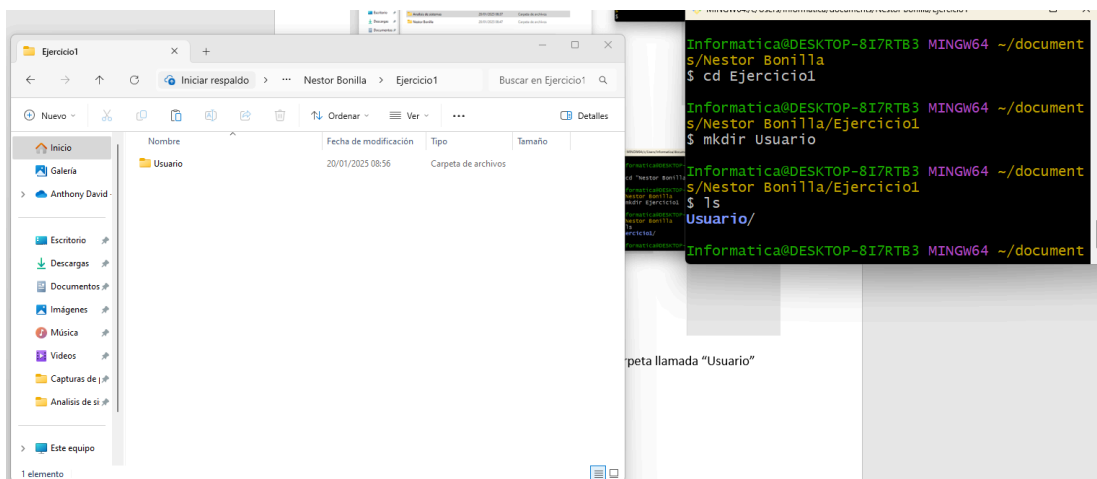 Ejercicio1
Iniciar respaldo > ... Nestor Bonilla > Ejercicio1
Buscar en Ejercicio1
Nuevo
Ordenar
Ver
...
Detalles
Nombre
Fecha de modificación
Tipo
Tamaño
Usuario
20/01/2025 08:56
Carpeta de archivos
Inicio
Galería
Anthony David -
Escritorio
Descargas
Documentos
Imágenes
Música
Videos
Capturas de
Analisis de si
Este equipo
1 elemento
Informatica@DESKTOP-8I7RTB3 MINGW64 ~/document
s/Nestor Bonilla
$ cd Ejercicio1
Informatica@DESKTOP-8I7RTB3 MINGW64 ~/document
s/Nestor Bonilla/Ejercicio1
$ mkdir Usuario
Informatica@DESKTOP-8I7RTB3 MINGW64 ~/document
s/Nestor Bonilla/Ejercicio1
$ ls
Usuario/
Informatica@DESKTOP-8I7RTB3 MINGW64 ~/document
rpeta llamada “Usuario”